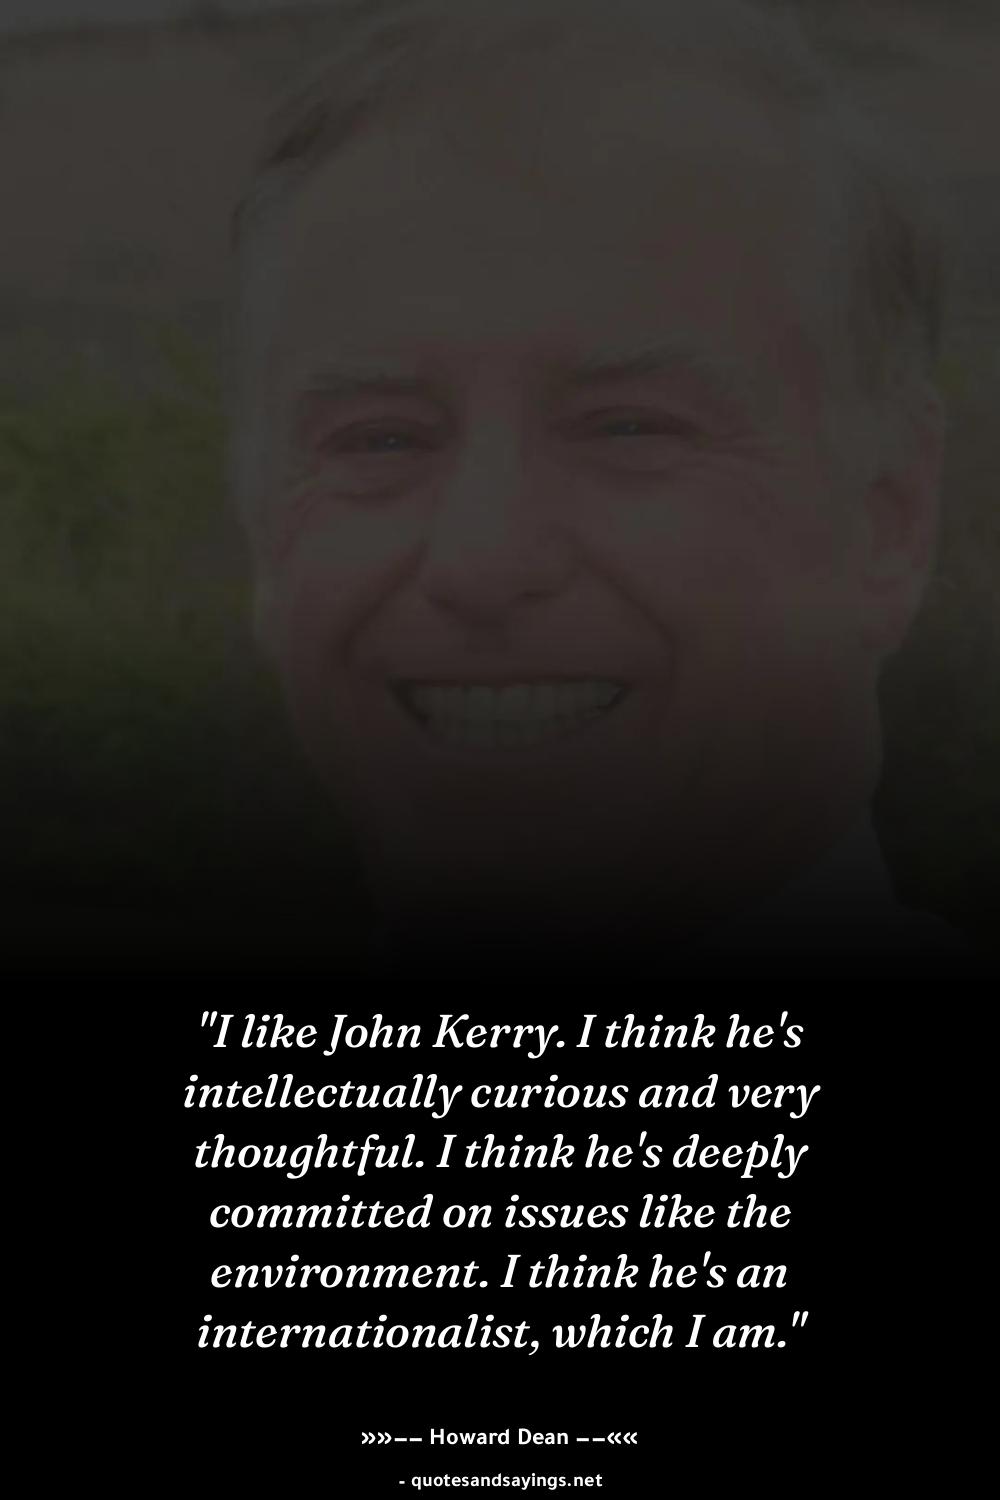 "I like John Kerry. I think he's
intellectually curious and very
thoughtful. I think he's deeply
committed on issues like the
environment. I think he's an
internationalist, which I am."
»»−− Howard Dean −−««
- quotesandsayings.net